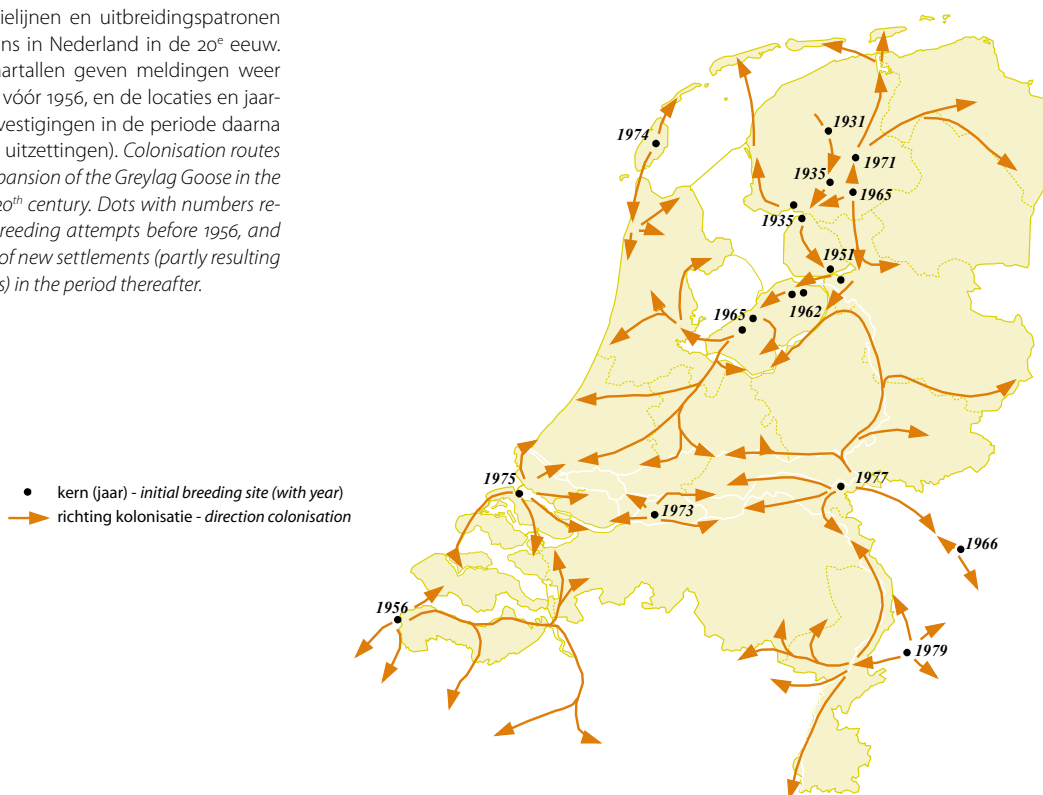 ielijnen en uitbreidingspatronen
ns in Nederland in de 20e eeuw.
artallen geven meldingen weer
vóór 1956, en de locaties en jaar-
vestigingen in de periode daarna
uitzettingen). Colonisation routes
pansion of the Greylag Goose in the
20th century. Dots with numbers re-
reeding attempts before 1956, and
of new settlements (partly resulting
s) in the period thereafter.
1974
1931
1971
1935
1965
1935
1951
1962
1965
1975
1977
1973
1966
1956
1979
kern (jaar) - initial breeding site (with year)
richting kolonisatie - direction colonisation